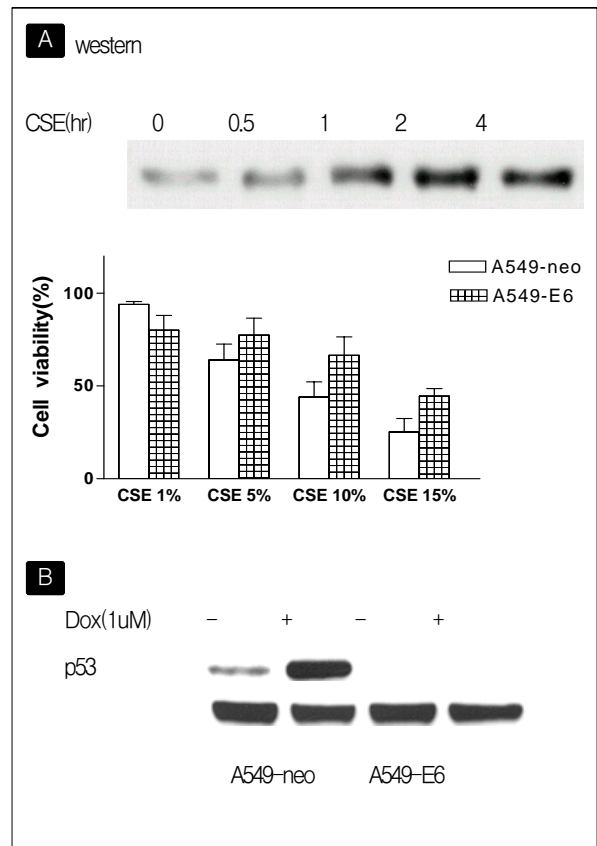 A western
CSE(hr) 0 0.5 1 2 4
A549-neo
A549-E6
Cell viability(%)
100
50
0
CSE 1% CSE 5% CSE 10% CSE 15%
B
Dox(1uM) - + - +
p53
A549-neo A549-E6